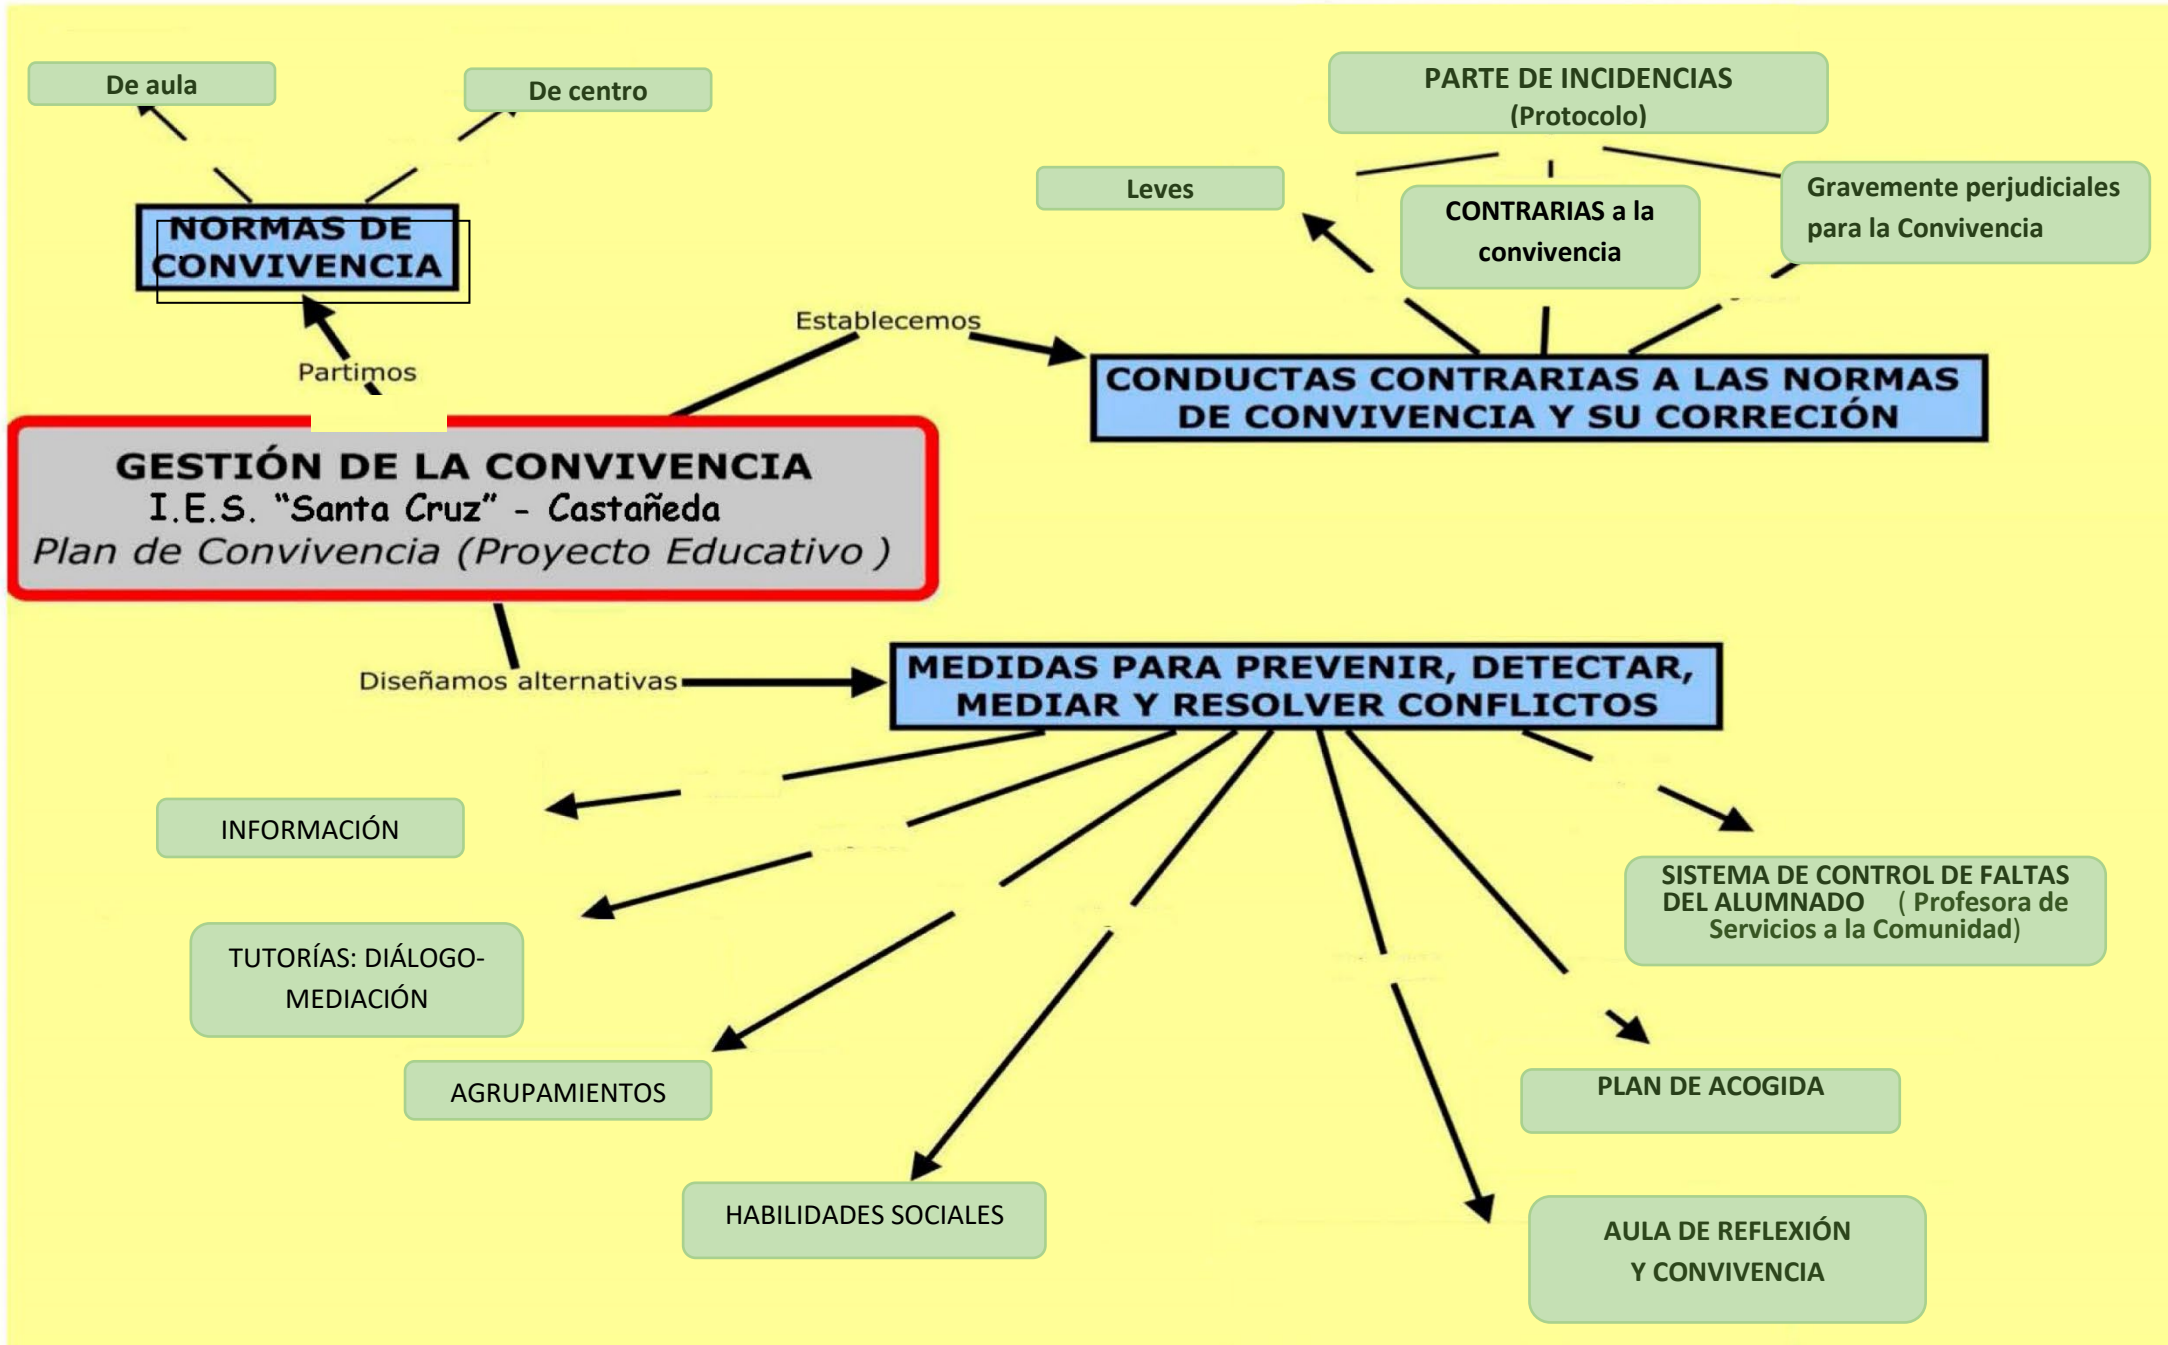 De aula
De centro
PARTE DE INCIDENCIAS
(Protocolo)
Leves
CONTRARIAS a la
convivencia
Gravemente perjudiciales
para la Convivencia
NORMAS DE
CONVIVENCIA
Establecemos
Partimos
CONDUCTAS CONTRARIAS A LAS NORMAS
DE CONVIVENCIA Y SU CORRECIÓN
GESTIÓN DE LA CONVIVENCIA
I.E.S. “Santa Cruz” - Castañeda
Plan de Convivencia (Proyecto Educativo )
Diseñamos alternativas
MEDIDAS PARA PREVENIR, DETECTAR,
MEDIAR Y RESOLVER CONFLICTOS
INFORMACIÓN
TUTORÍAS: DIÁLOGO-
MEDIACIÓN
AGRUPAMIENTOS
HABILIDADES SOCIALES
SISTEMA DE CONTROL DE FALTAS
DEL ALUMNADO ( Profesora de
Servicios a la Comunidad)
PLAN DE ACOGIDA
AULA DE REFLEXIÓN
Y CONVIVENCIA